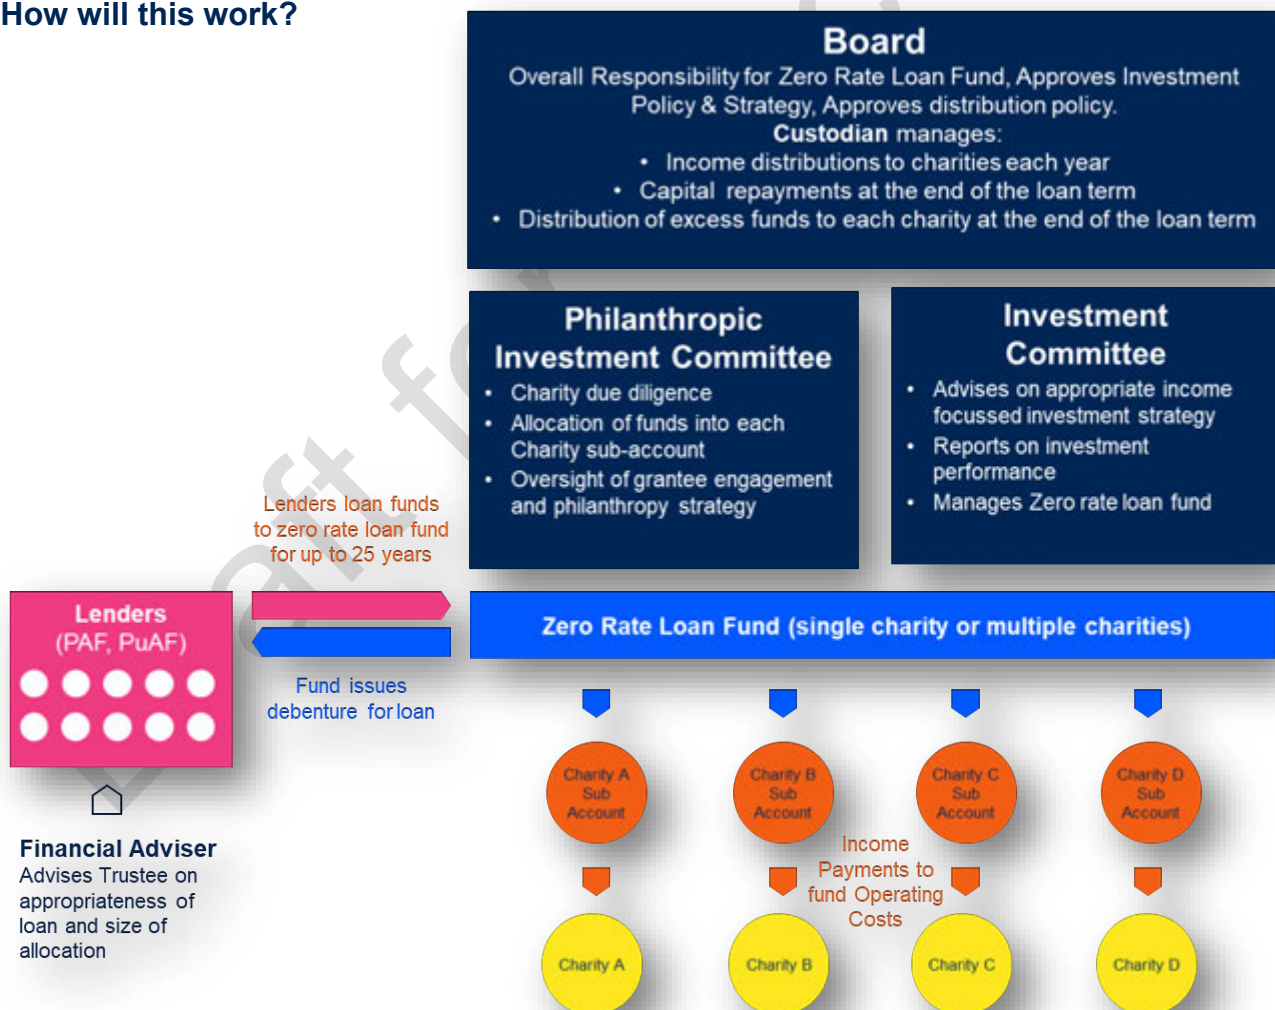 How will this work?
Board
Overall Responsibility for Zero Rate Loan Fund, Approves Investment
Policy & Strategy, Approves distribution policy.
Custodian manages:
• Income distributions to charities each year
• Capital repayments at the end of the loan term
• Distribution of excess funds to each charity at the end of the loan term
Philanthropic
Investment Committee
• Charity due diligence
• Allocation of funds into each
Charity sub-account
• Oversight of grantee engagement
and philanthropy strategy
Investment
Committee
• Advises on appropriate income
focussed investment strategy
• Reports on investment
performance
• Manages Zero rate loan fund
Lenders loan funds
to zero rate loan fund
for up to 25 years
Lenders
(PAF, PuAF)
Fund issues
debenture for loan
Zero Rate Loan Fund (single charity or multiple charities)
Financial Adviser
Advises Trustee on
appropriateness of
loan and size of
allocation
Charity A
Sub
Account
Charity B
Sub
Account
Charity C
Sub
Account
Charity D
Sub
Account
Income
Payments to
fund Operating
Costs
Charity A
Charity B
Charity C
Charity D